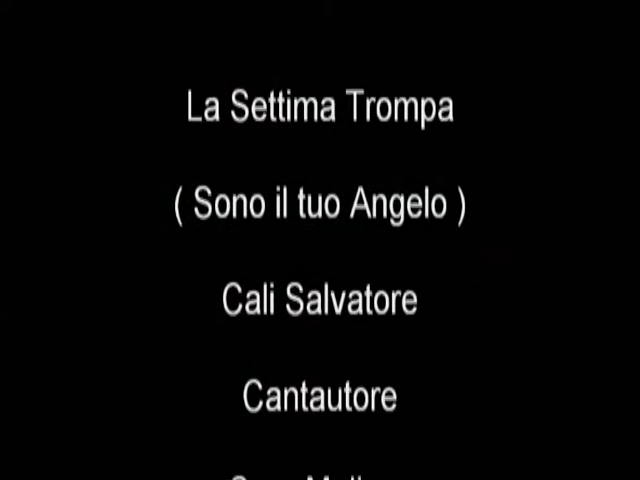 La Settima Trompa
( Sono il tuo Angelo )
Cali Salvatore
Cantautore